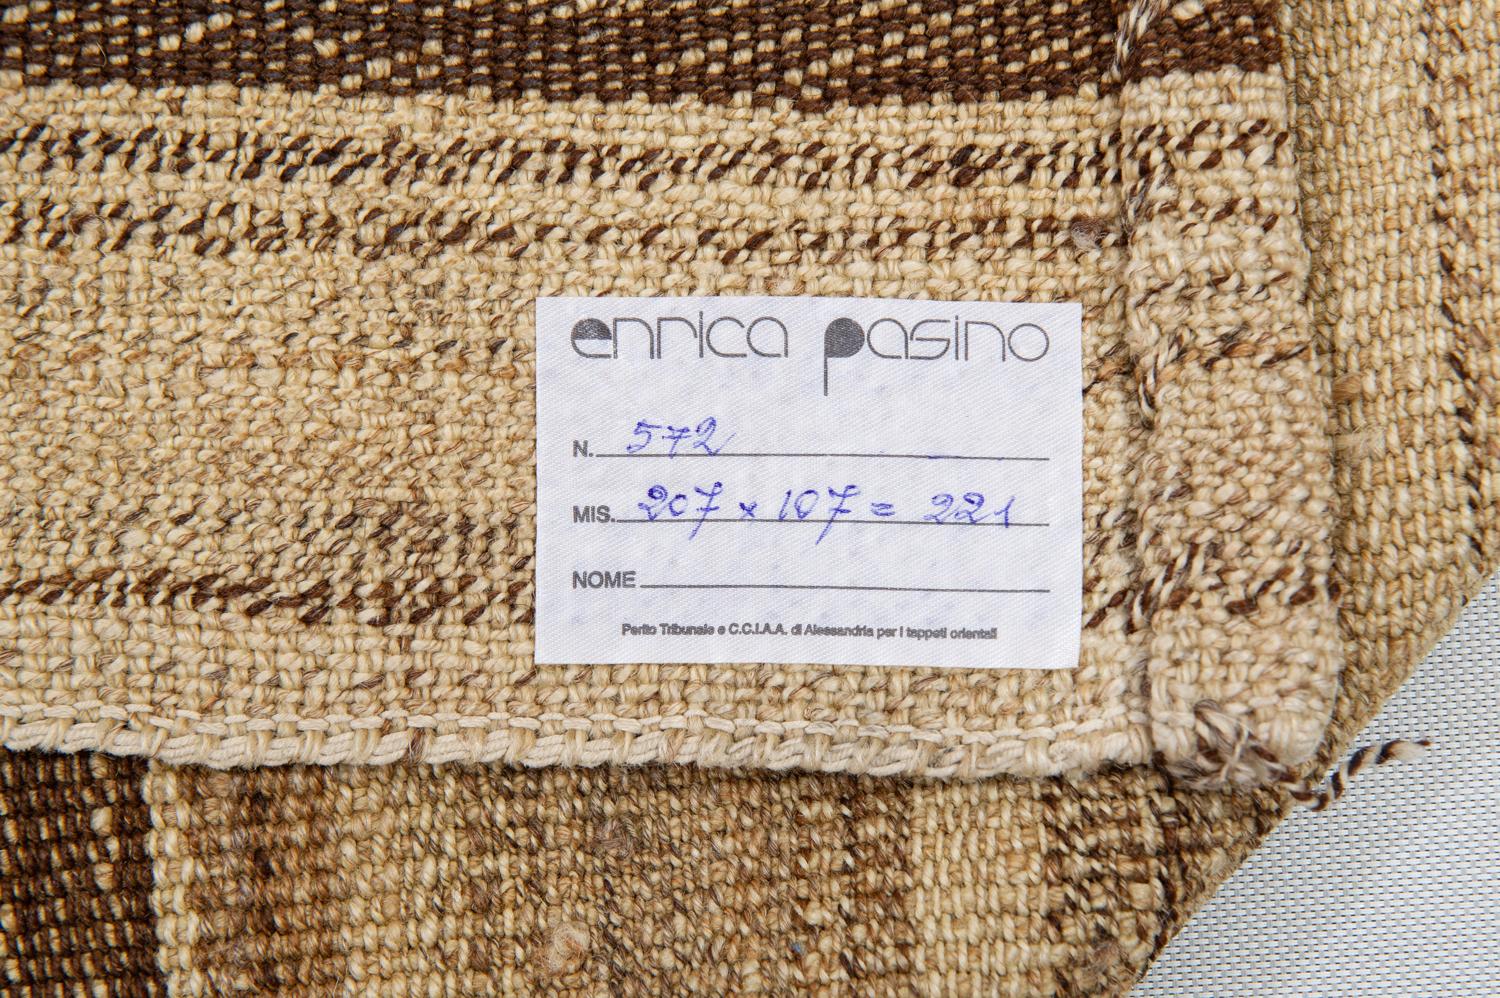 enrica pasino
N. 572
MIS. 207 x 107 = 221
NOME
Perito Tribunale e C.C.I.A.A. di Alessandria per i tappeti orientali